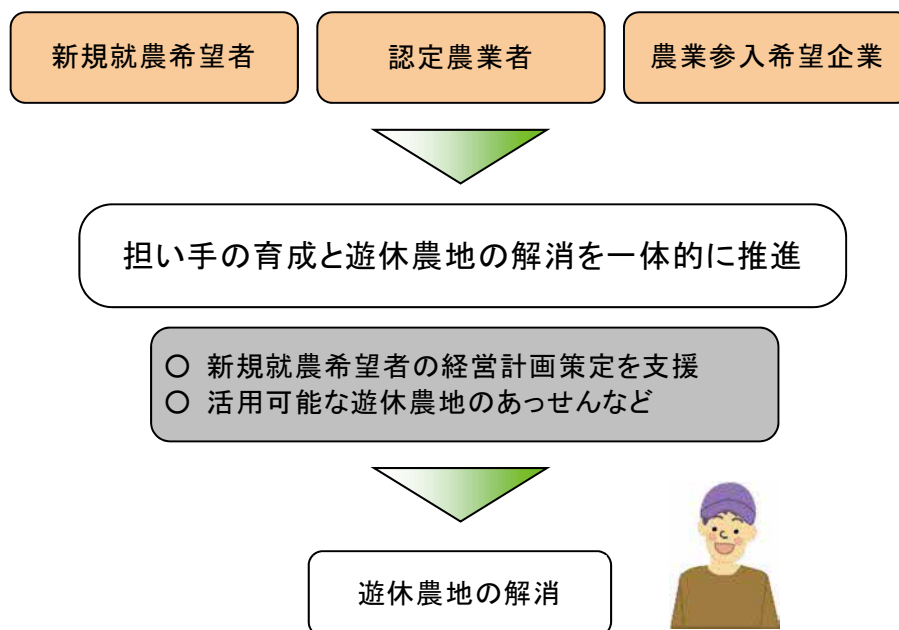 新規就農希望者
認定農業者
農業参入希望企業
担い手の育成と遊休農地の解消を一体的に推進
○ 新規就農希望者の経営計画策定を支援
○ 活用可能な遊休農地のあっせんなど
遊休農地の解消